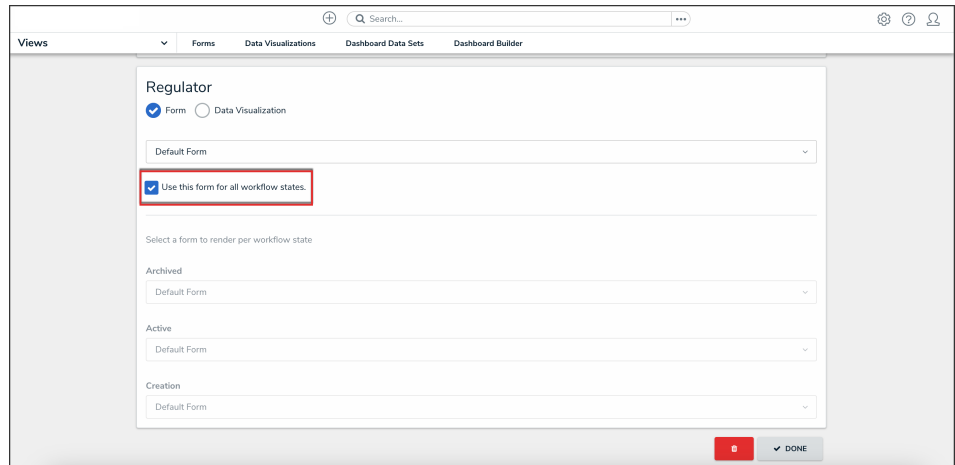 Search...
Views
Forms
Data Visualizations
Dashboard Data Sets
Dashboard Builder
Regulator
Form
Data Visualization
Default Form
Use this form for all workflow states.
Select a form to render per workflow state
Archived
Default Form
Active
Default Form
Creation
Default Form
DONE